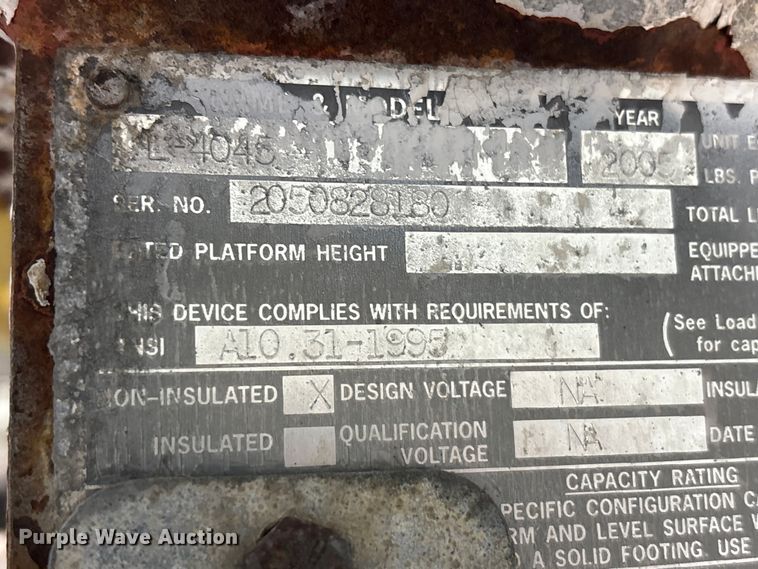 & MODEL YEAR UNIT E
L-4045 2005 LBS. P
SER. NO. 2050828180 TOTAL L
RATED PLATFORM HEIGHT EQUIPPE
ATTACH
THIS DEVICE COMPLIES WITH REQUIREMENTS OF:
ANSI A10.31-1995 (See Load
for cap
NON-INSULATED X DESIGN VOLTAGE NA INSUL
INSULATED QUALIFICATION VOLTAGE NA DATE
CAPACITY RATING
PECIFIC CONFIGURATION CA
RM AND LEVEL SURFACE W
A SOLID FOOTING. USE
Purple Wave Auction